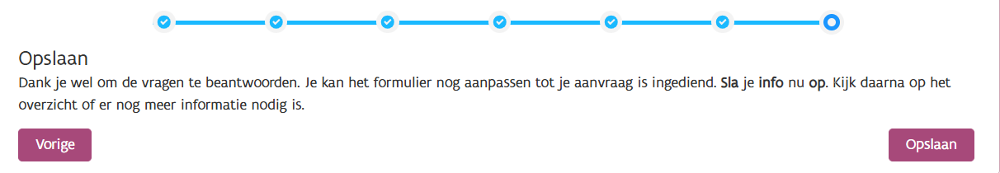 Opslaan
Dank je wel om de vragen te beantwoorden. Je kan het formulier nog aanpassen tot je aanvraag is ingediend. Sla je info nu op. Kijk daarna op het
overzicht of er nog meer informatie nodig is.
Vorige
Opslaan